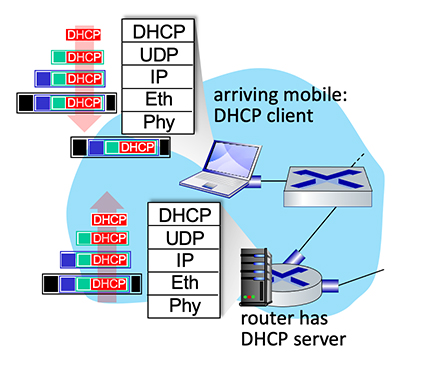 DHCP
DHCP
DHCP
DHCP
DHCP
DHCP
UDP
IP
Eth
Phy
arriving mobile:
DHCP client
DHCP
DHCP
DHCP
DHCP
DHCP
UDP
IP
Eth
Phy
router has
DHCP server